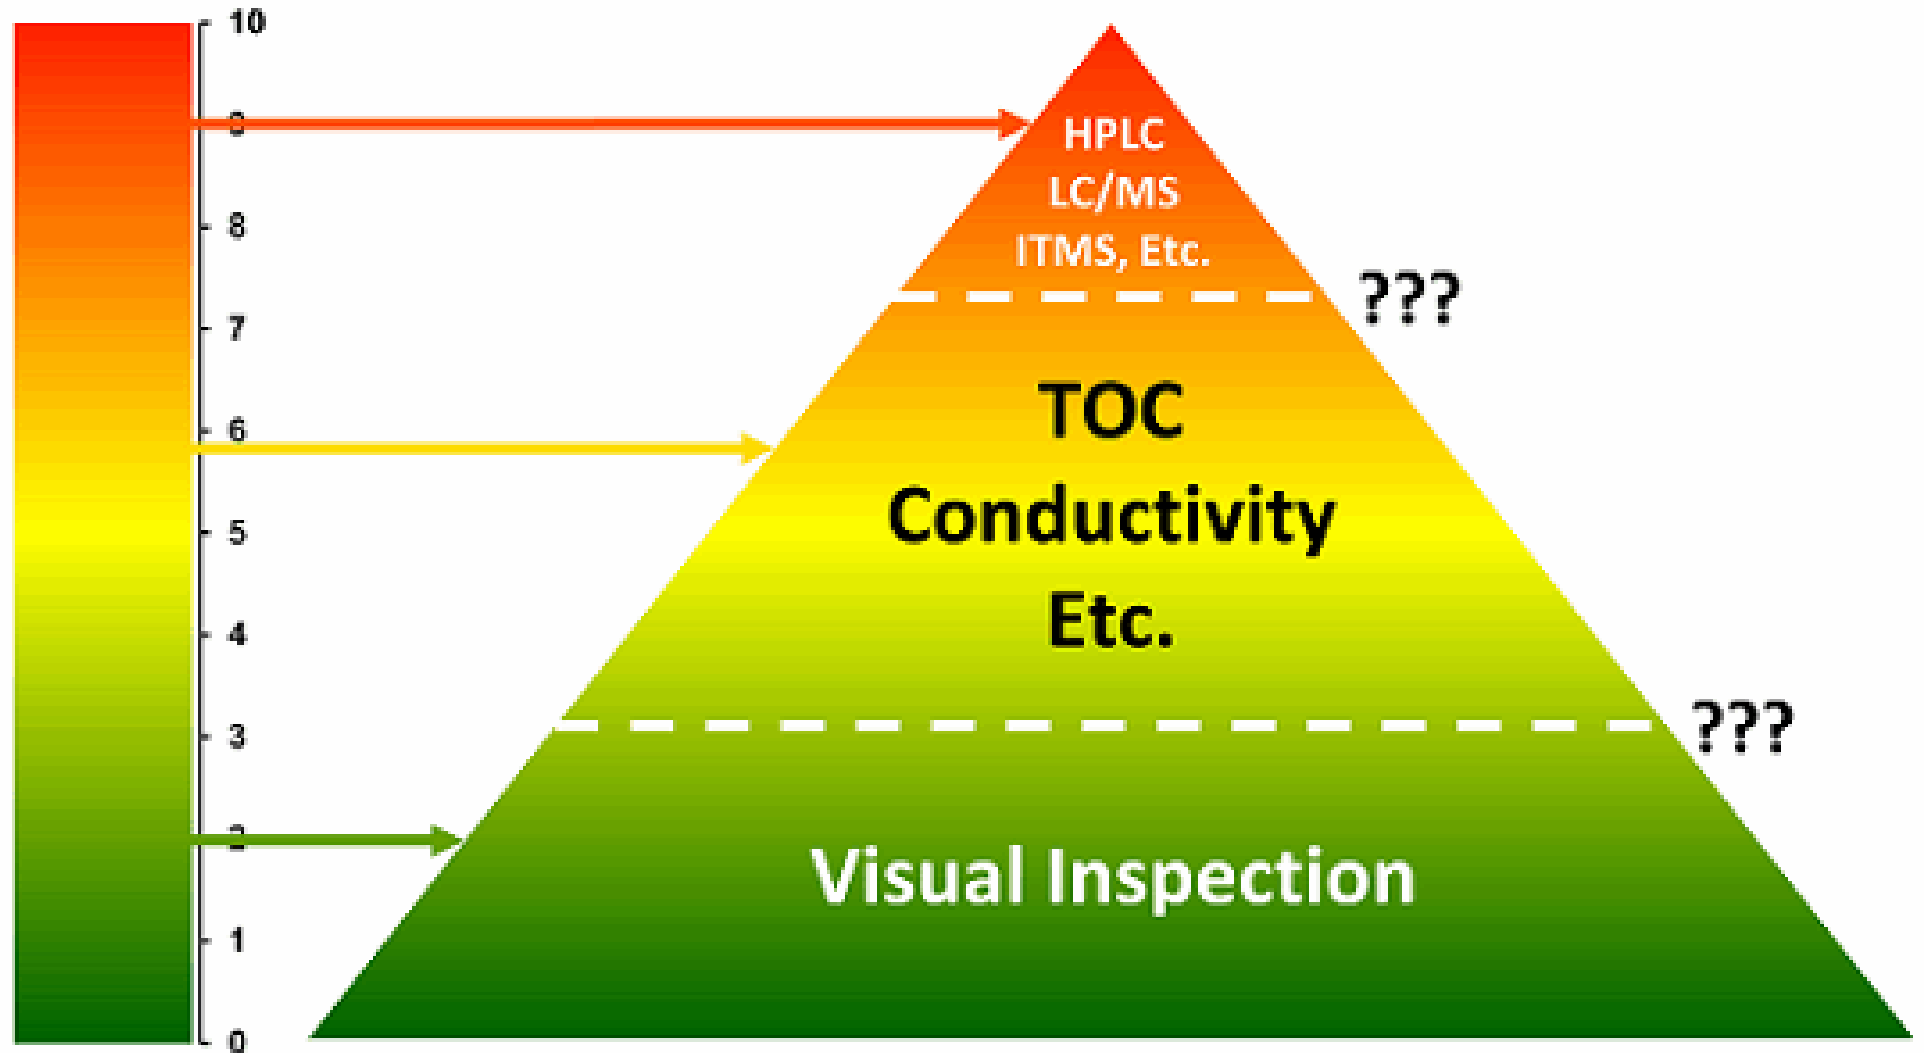 10
9
8
7
6
5
4
3
2
1
0
HPLC
LC/MS
ITMS, Etc.
???
TOC
Conductivity
Etc.
???
Visual Inspection